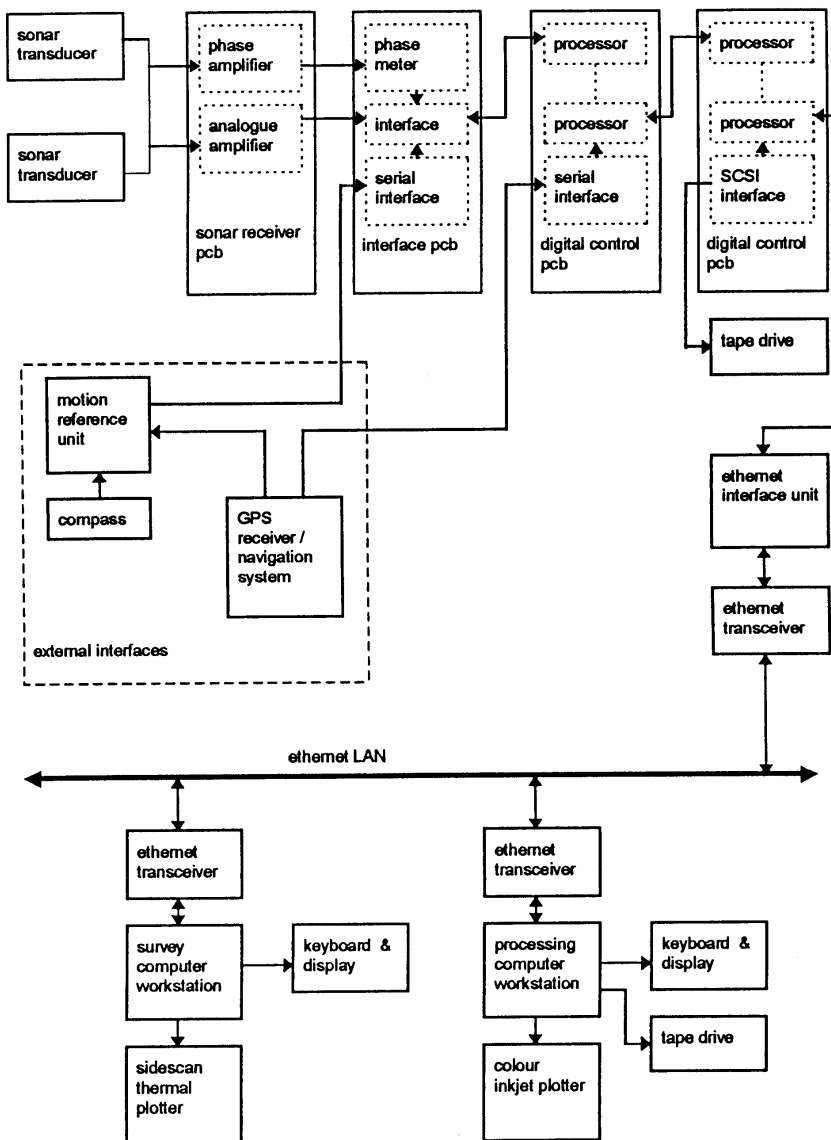 sonar
transducer
sonar
transducer
phase
amplifier
analogue
amplifier
sonar receiver
pcb
phase
meter
interface
serial
interface
interface pcb
processor
processor
serial
interface
digital control
pcb
processor
processor
SCSI
interface
digital control
pcb
tape drive
motion
reference
unit
compass
GPS
receiver /
navigation
system
external interfaces
ethernet
interface unit
ethernet
transceiver
ethernet LAN
ethernet
transceiver
survey
computer
workstation
keyboard &
display
sidescan
thermal
plotter
ethernet
transceiver
processing
computer
workstation
keyboard &
display
tape drive
colour
inkjet plotter